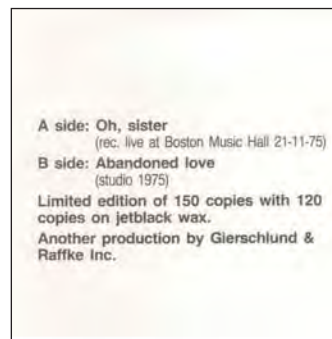 A side: Oh, sister
(rec. live at Boston Music Hall 21-11-75)
B side: Abandoned love
(studio 1975)
Limited edition of 150 copies with 120
copies on jetblack wax.
Another production by Gierschlund &
Raffke Inc.